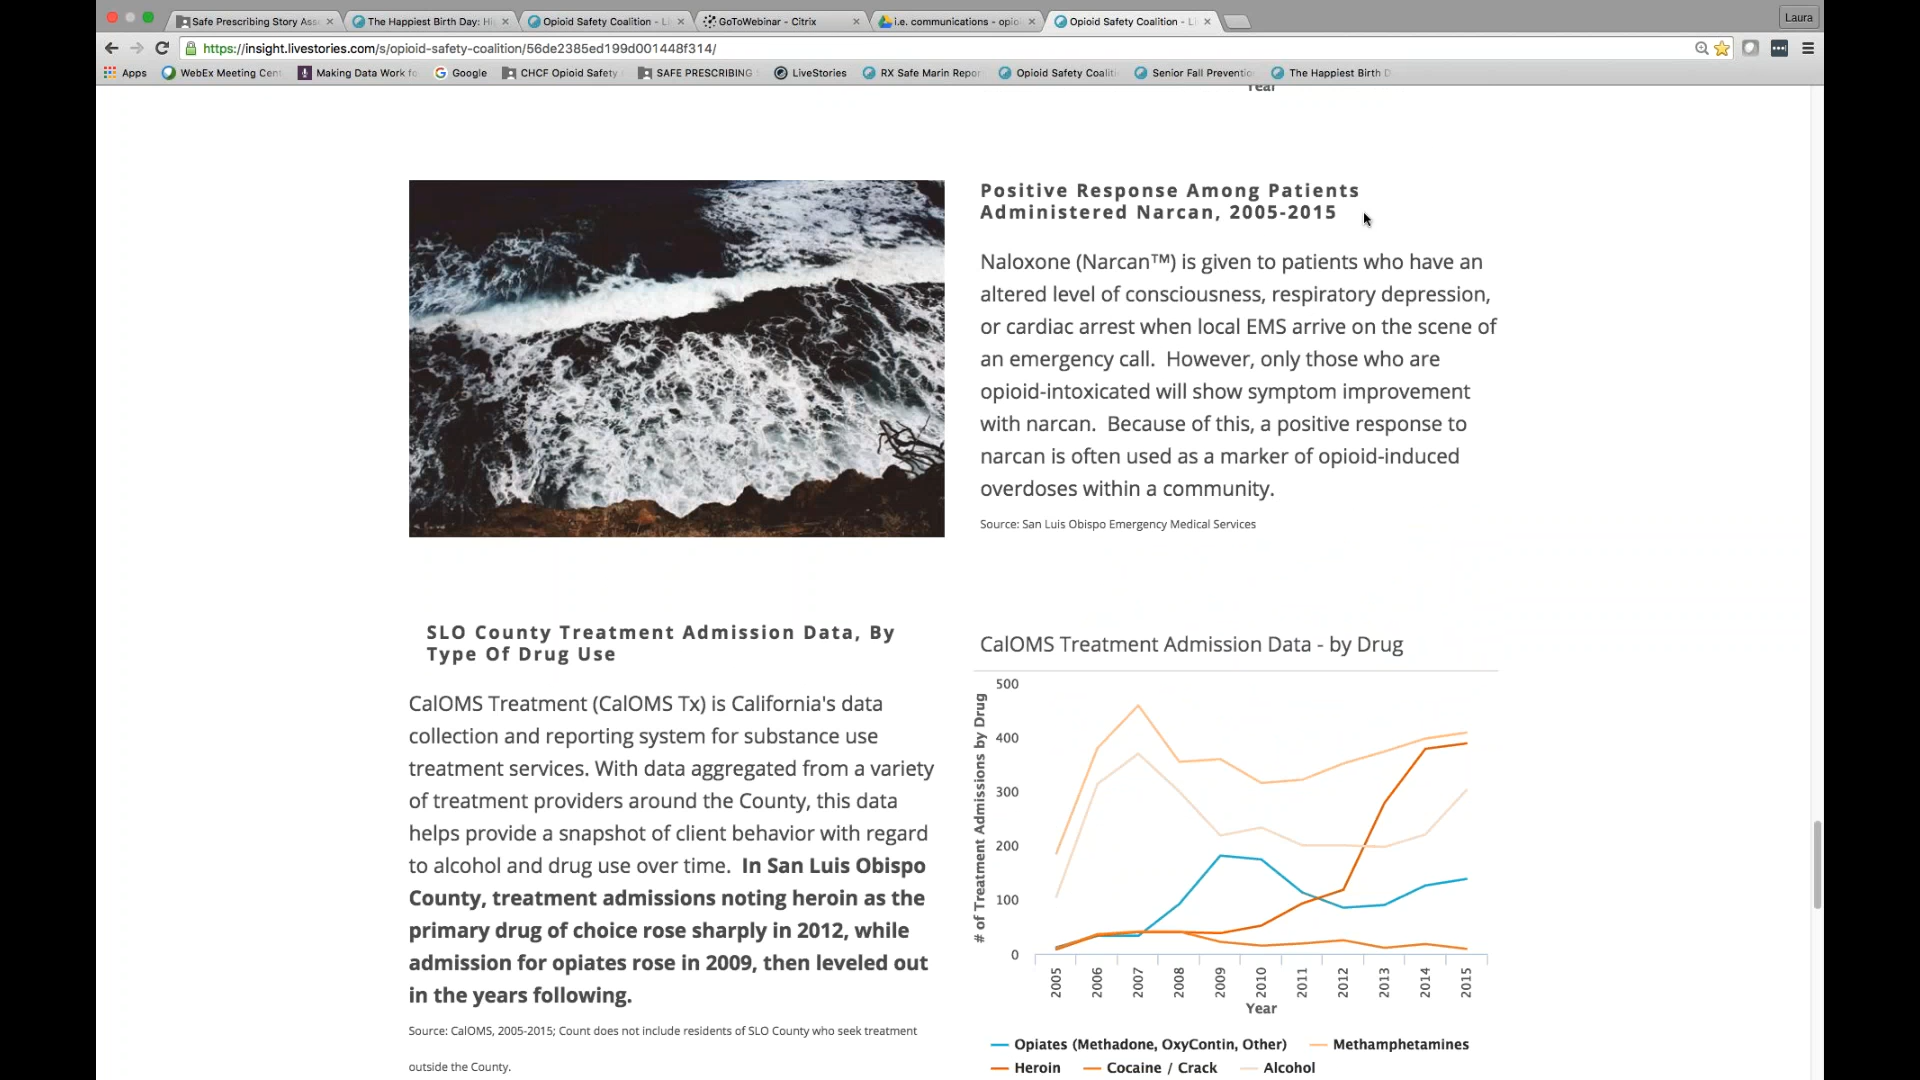 Safe Prescribing Story Ass
The Happiest Birth Day: Hi
Opioid Safety Coalition - Li
GoToWebinar - Citrix
i.e. communications - opio
Opioid Safety Coalition - Li
Laura
https://insight.livestories.com/s/opioid-safety-coalition/56de2385ed199d001448f314/
Apps
WebEx Meeting Cent
Making Data Work fo
Google
CHCF Opioid Safety
SAFE PRESCRIBING
LiveStories
RX Safe Marin Repor
Opioid Safety Coaliti
Senior Fall Preventio
The Happiest Birth D
Year
Positive Response Among Patients
Administered Narcan, 2005-2015
Naloxone (Narcan™) is given to patients who have an
altered level of consciousness, respiratory depression,
or cardiac arrest when local EMS arrive on the scene of
an emergency call. However, only those who are
opioid-intoxicated will show symptom improvement
with narcan. Because of this, a positive response to
narcan is often used as a marker of opioid-induced
overdoses within a community.
Source: San Luis Obispo Emergency Medical Services
SLO County Treatment Admission Data, By
Type Of Drug Use
CalOMS Treatment (CalOMS Tx) is California's data
collection and reporting system for substance use
treatment services. With data aggregated from a variety
of treatment providers around the County, this data
helps provide a snapshot of client behavior with regard
to alcohol and drug use over time. In San Luis Obispo
County, treatment admissions noting heroin as the
primary drug of choice rose sharply in 2012, while
admission for opiates rose in 2009, then leveled out
in the years following.
Source: CalOMS, 2005-2015; Count does not include residents of SLO County who seek treatment
outside the County.
CalOMS Treatment Admission Data - by Drug
# of Treatment Admissions by Drug
500
400
300
200
100
0
2005
2006
2007
2008
2009
2010
2011
2012
2013
2014
2015
Year
Opiates (Methadone, OxyContin, Other)
Methamphetamines
Heroin
Cocaine / Crack
Alcohol